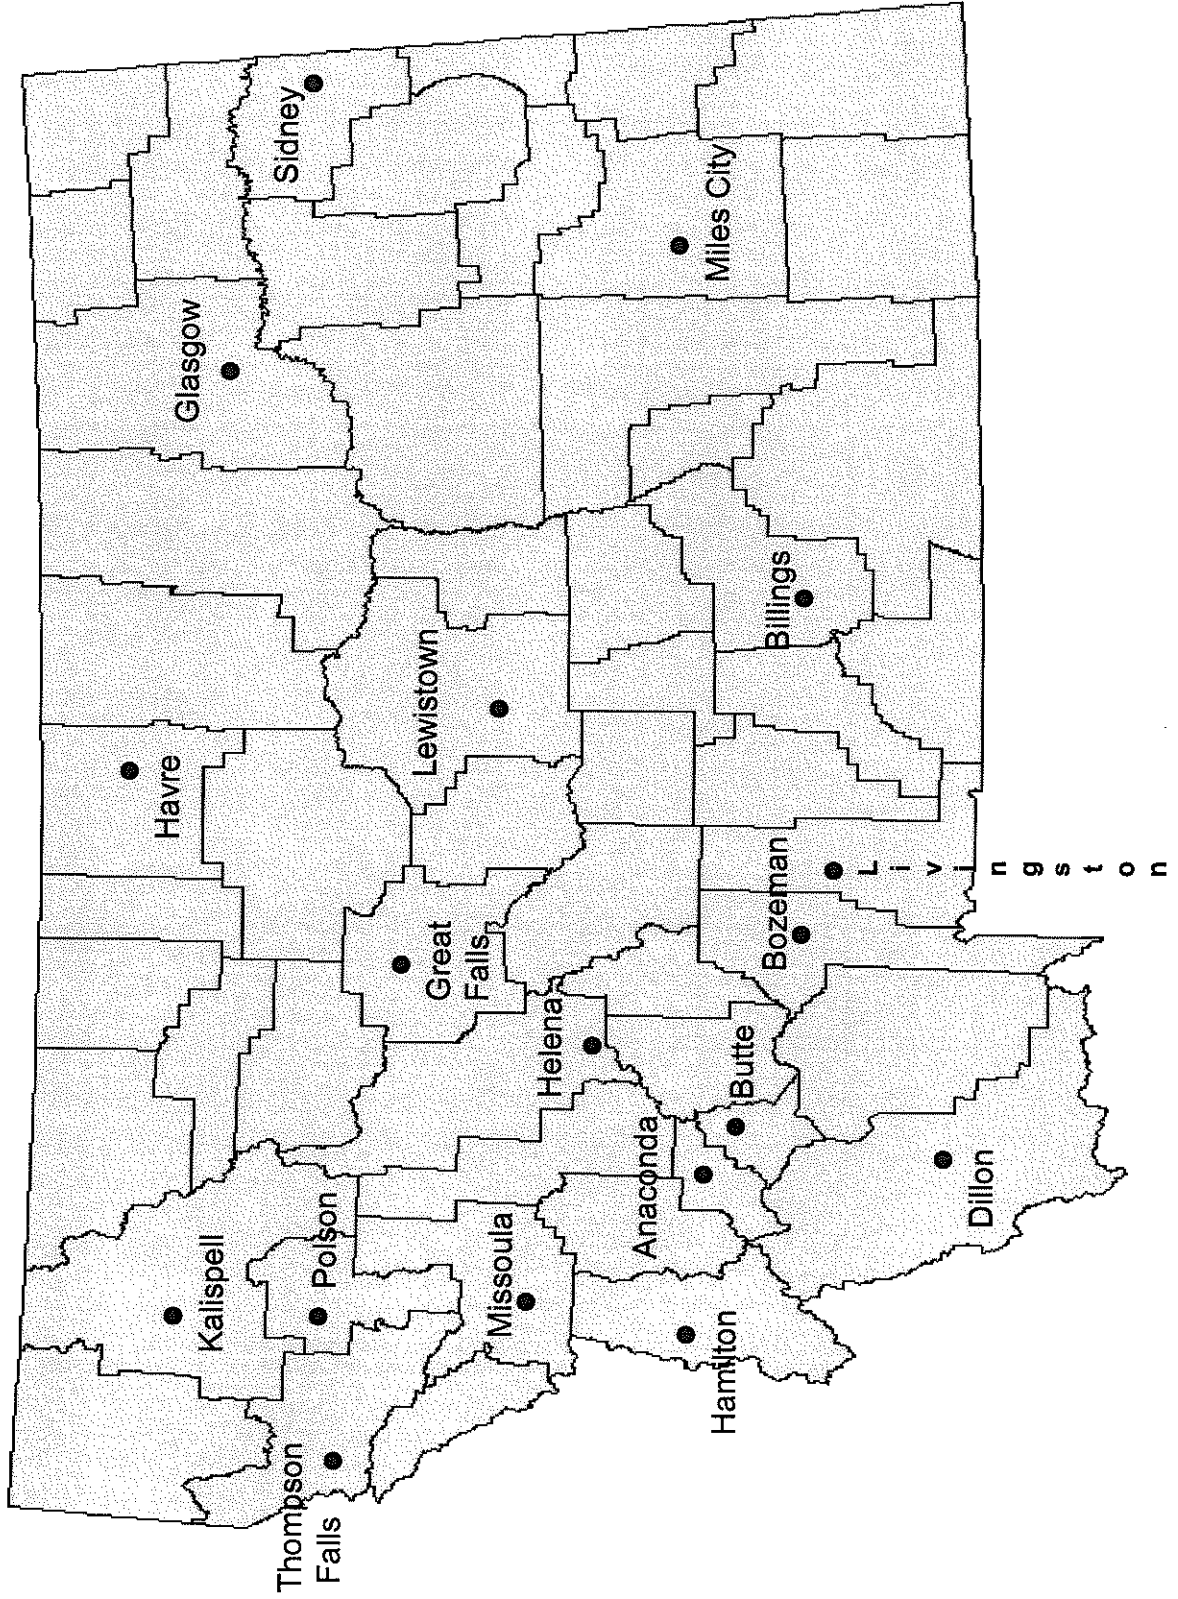 Sidney
Glasgow
Havre
Kalispell
Polson
Thompson
Falls
Great
Falls
Lewistown
Miles City
Missoula
Helena
Billings
Anaconda
Butte
Bozeman
Livingston
Hamilton
Dillon